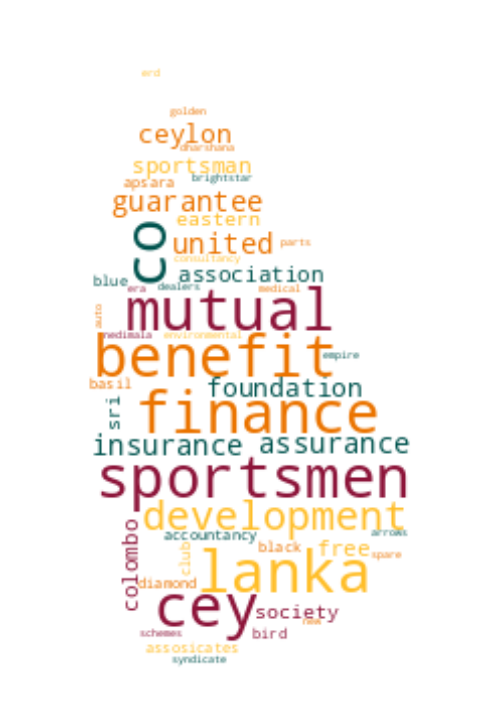 erd
golden
ceylon
dharshana
sportsman
brightstar
apsara
guarantee
eastern
co
united
parts
consultancy
association
blue
era
dealers
medical
mutual
auto
nedimala
environmental
benefit
empire
basil
foundation
sri
finance
insurance
assurance
sportsmen
development
colombo
accountancy
arrows
club
black
free
spare
lanka
diamond
cey
society
new
schemes
bird
assosicates
syndicate